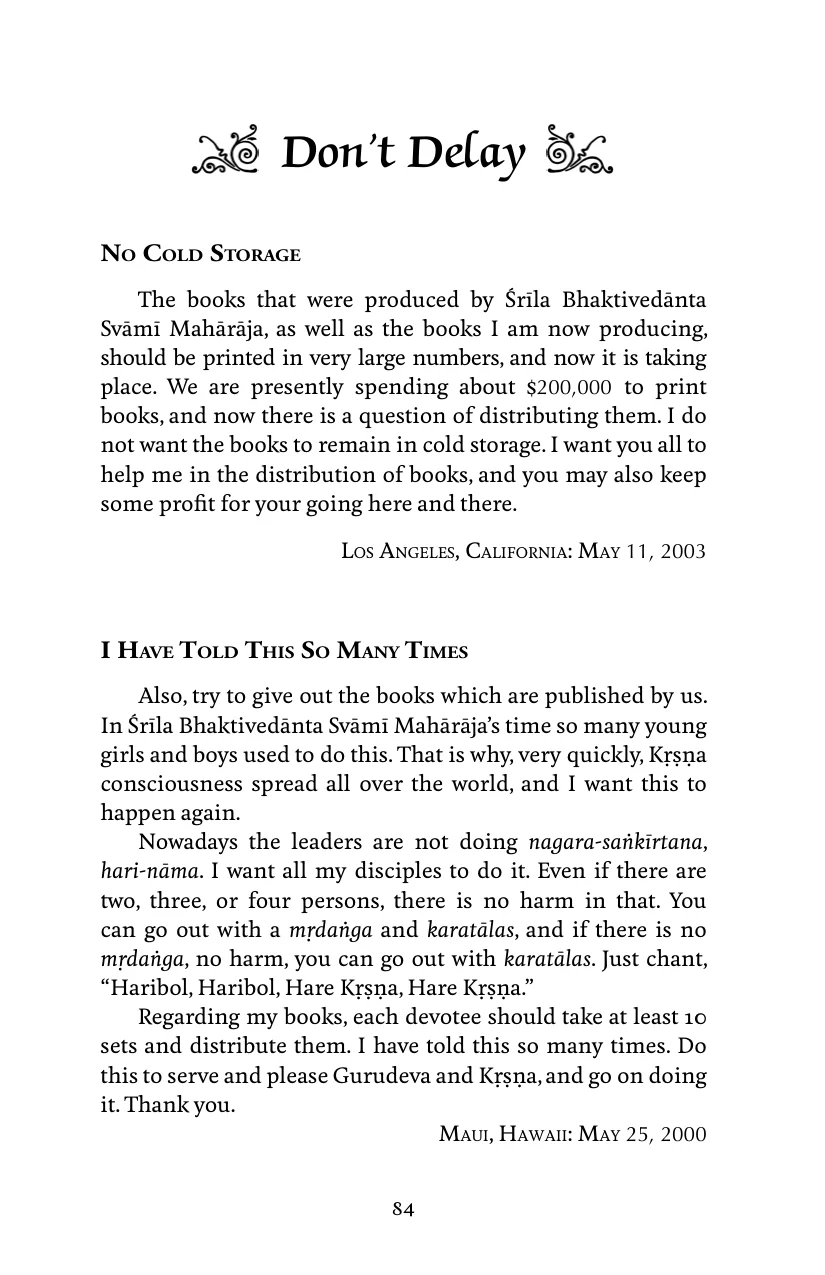 Don't Delay
No Cold Storage
The books that were produced by Śrīla Bhaktivedānta
Svāmī Mahārāja, as well as the books I am now producing,
should be printed in very large numbers, and now it is taking
place. We are presently spending about $200,000 to print
books, and now there is a question of distributing them. I do
not want the books to remain in cold storage. I want you all to
help me in the distribution of books, and you may also keep
some profit for your going here and there.
Los Angeles, California: May 11, 2003
I Have Told This So Many Times
Also, try to give out the books which are published by us.
In Śrīla Bhaktivedānta Svāmī Mahārāja's time so many young
girls and boys used to do this. That is why, very quickly, Kṛṣṇa
consciousness spread all over the world, and I want this to
happen again.
Nowadays the leaders are not doing nagara-saṅkīrtana,
hari-nāma. I want all my disciples to do it. Even if there are
two, three, or four persons, there is no harm in that. You
can go out with a mṛdaṅga and karatālas, and if there is no
mṛdaṅga, no harm, you can go out with karatālas. Just chant,
“Haribol, Haribol, Hare Kṛṣṇa, Hare Kṛṣṇa.”
Regarding my books, each devotee should take at least 10
sets and distribute them. I have told this so many times. Do
this to serve and please Gurudeva and Kṛṣṇa, and go on doing
it. Thank you.
Maui, Hawaii: May 25, 2000
84